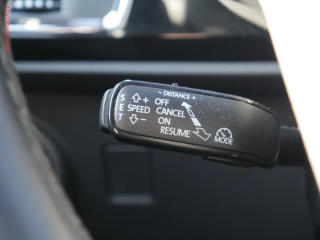 - DISTANCE +
SET
+
SPEED
-
OFF
CANCEL
ON
RESUME
MODE